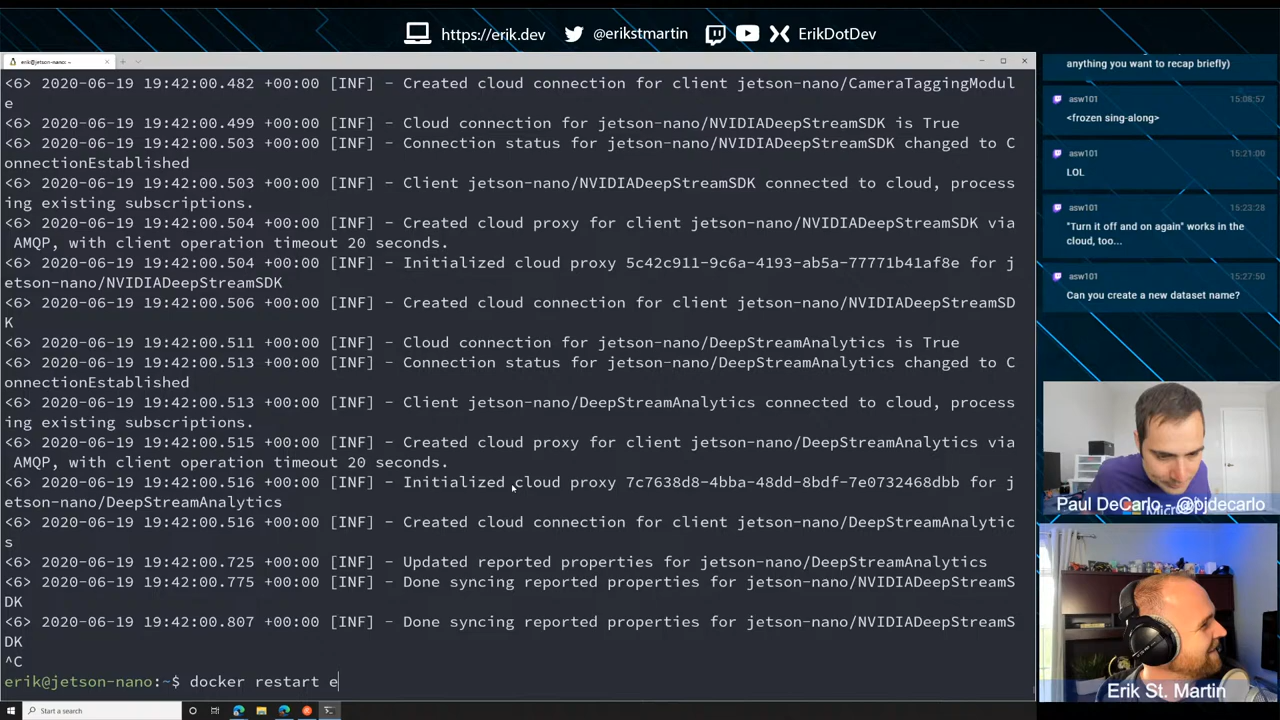 https://erik.dev @erikstmartin ErikDotDev
erik@jetson-nano: ~
<6> 2020-06-19 19:42:00.482 +00:00 [INF] - Created cloud connection for client jetson-nano/CameraTaggingModul
e
<6> 2020-06-19 19:42:00.499 +00:00 [INF] - Cloud connection for jetson-nano/NVIDIADeepStreamSDK is True
<6> 2020-06-19 19:42:00.503 +00:00 [INF] - Connection status for jetson-nano/NVIDIADeepStreamSDK changed to C
onnectionEstablished
<6> 2020-06-19 19:42:00.503 +00:00 [INF] - Client jetson-nano/NVIDIADeepStreamSDK connected to cloud, process
ing existing subscriptions.
<6> 2020-06-19 19:42:00.504 +00:00 [INF] - Created cloud proxy for client jetson-nano/NVIDIADeepStreamSDK via
AMQP, with client operation timeout 20 seconds.
<6> 2020-06-19 19:42:00.504 +00:00 [INF] - Initialized cloud proxy 5c42c911-9c6a-4193-ab5a-77771b41af8e for j
etson-nano/NVIDIADeepStreamSDK
<6> 2020-06-19 19:42:00.506 +00:00 [INF] - Created cloud connection for client jetson-nano/NVIDIADeepStreamSD
K
<6> 2020-06-19 19:42:00.511 +00:00 [INF] - Cloud connection for jetson-nano/DeepStreamAnalytics is True
<6> 2020-06-19 19:42:00.513 +00:00 [INF] - Connection status for jetson-nano/DeepStreamAnalytics changed to C
onnectionEstablished
<6> 2020-06-19 19:42:00.513 +00:00 [INF] - Client jetson-nano/DeepStreamAnalytics connected to cloud, process
ing existing subscriptions.
<6> 2020-06-19 19:42:00.515 +00:00 [INF] - Created cloud proxy for client jetson-nano/DeepStreamAnalytics via
AMQP, with client operation timeout 20 seconds.
<6> 2020-06-19 19:42:00.516 +00:00 [INF] - Initialized cloud proxy 7c7638d8-4bba-48dd-8bdf-7e0732468dbb for j
etson-nano/DeepStreamAnalytics
<6> 2020-06-19 19:42:00.516 +00:00 [INF] - Created cloud connection for client jetson-nano/DeepStreamAnalytic
s
<6> 2020-06-19 19:42:00.725 +00:00 [INF] - Updated reported properties for jetson-nano/DeepStreamAnalytics
<6> 2020-06-19 19:42:00.775 +00:00 [INF] - Done syncing reported properties for jetson-nano/NVIDIADeepStreamS
DK
<6> 2020-06-19 19:42:00.807 +00:00 [INF] - Done syncing reported properties for jetson-nano/NVIDIADeepStreamS
DK
^C
erik@jetson-nano:~$ docker restart e
Start a search
anything you want to recap briefly)
asw101 15:08:57
<frozen sing-along>
asw101 15:21:00
LOL
asw101 15:23:28
"Turn it off and on again" works in the
cloud, too...
asw101 15:27:50
Can you create a new dataset name?
Paul DeCarlo - @pjdecarlo
Erik St. Martin